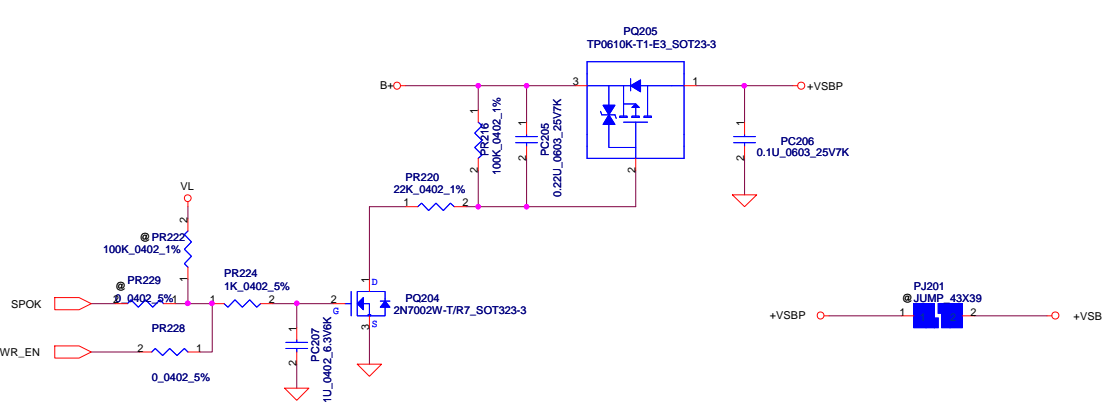 PQ205
TP0610K-T1-E3_SOT23-3
B+
3
1
+VSBP
1
2
PR216
100K_0402_1%
1
2
PC205
0.22U_0603_25V7K
2
1
2
PC206
0.1U_0603_25V7K
PR220
22K_0402_1%
1
2
VL
2
1
@ PR222
100K_0402_1%
@
PR229
0_0402_5%
2
1
SPOK
PR224
1K_0402_5%
1
2
PR228
2
1
0_0402_5%
WR_EN
1
2
PC207
1U_0402_6.3V6K
1
D
2
G
S
3
PQ204
2N7002W-T/R7_SOT323-3
PJ201
@ JUMP_43X39
+VSBP
1
2
+VSB